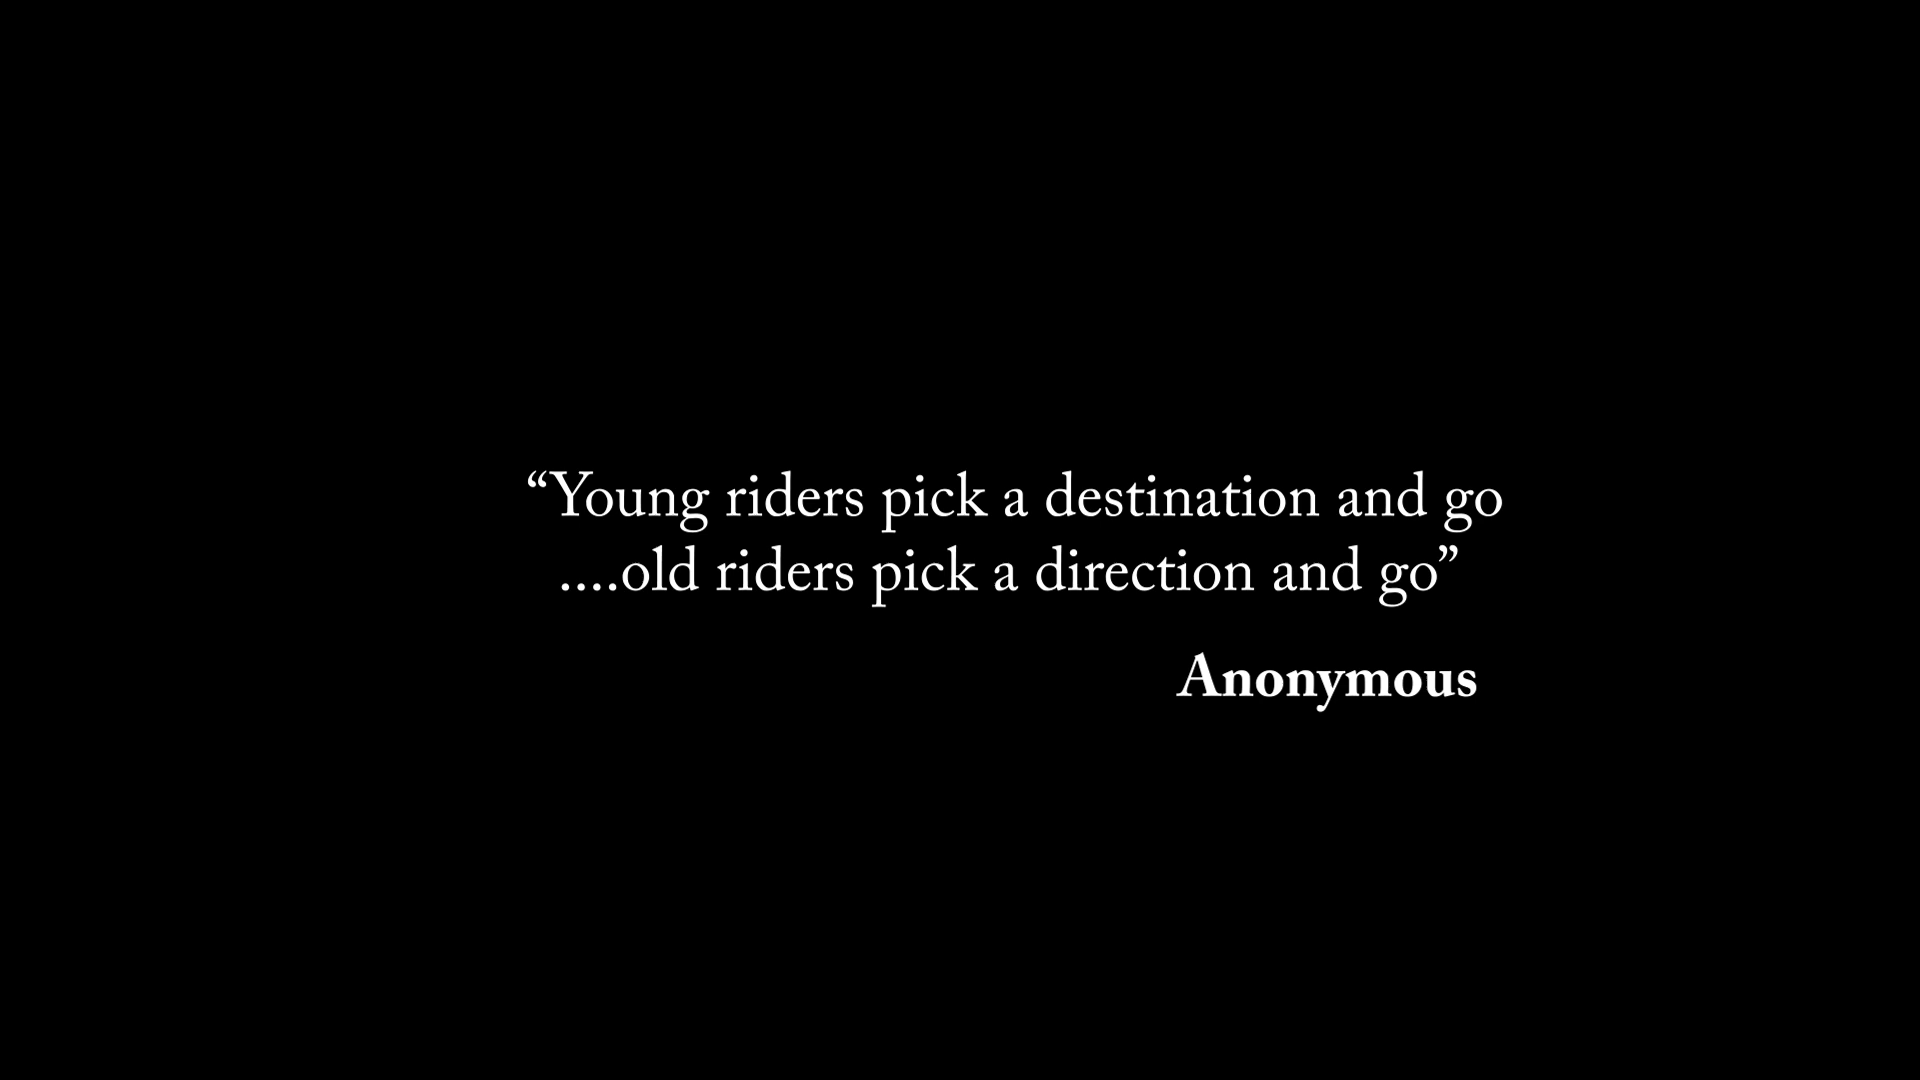 “Young riders pick a destination and go
....old riders pick a direction and go”
Anonymous